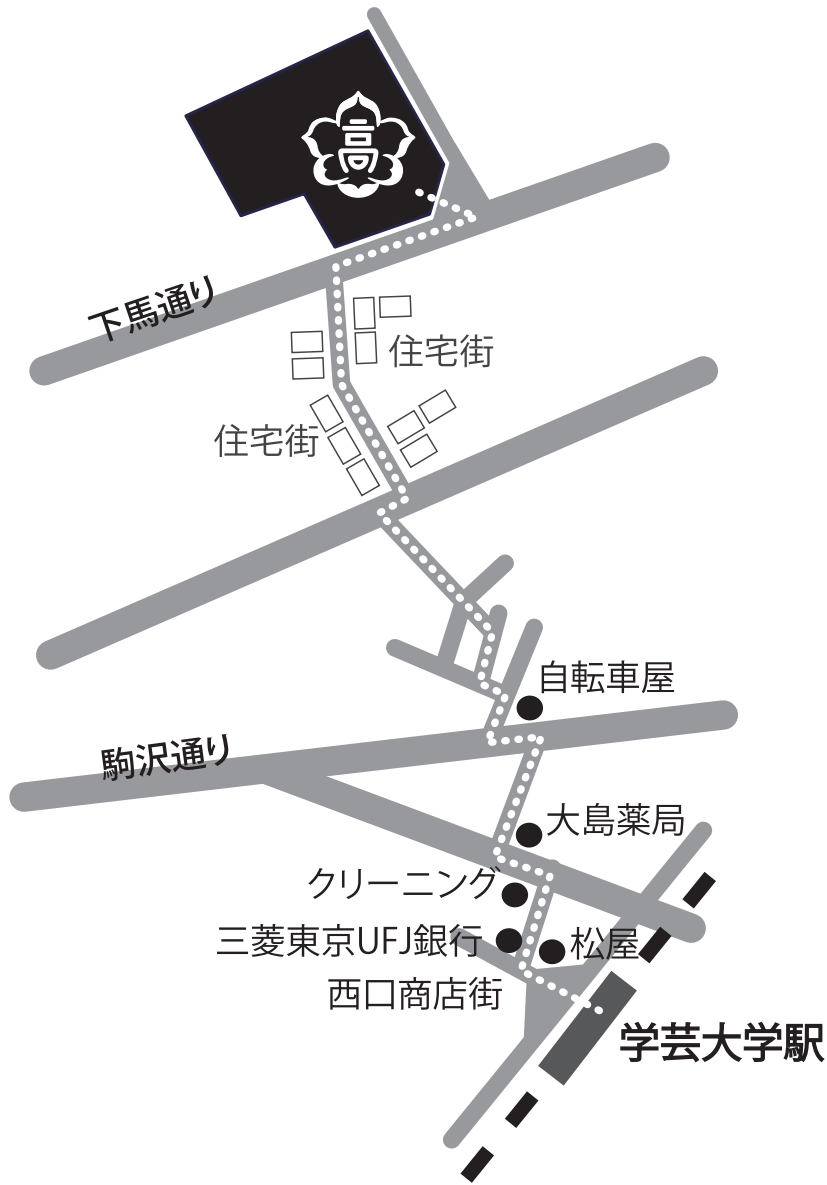 高
下馬通り
住宅街
住宅街
自転車屋
駒沢通り
大島薬局
クリーニング
三菱東京UFJ銀行
松屋
西口商店街
学芸大学駅